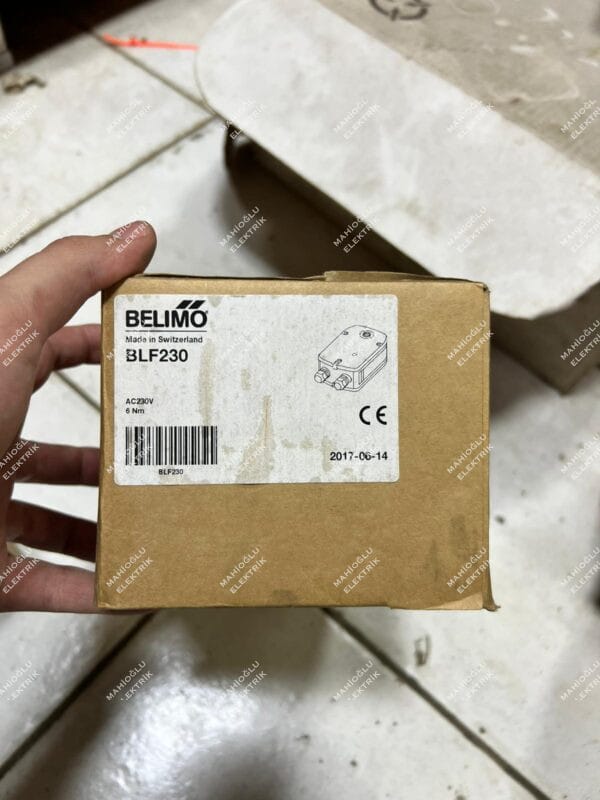 BELIMO
Made in Switzerland
BLF230
AC230V
6 Nm
BLF230
CE
2017-06-14
MAHİOĞLU
ELEKTRİK